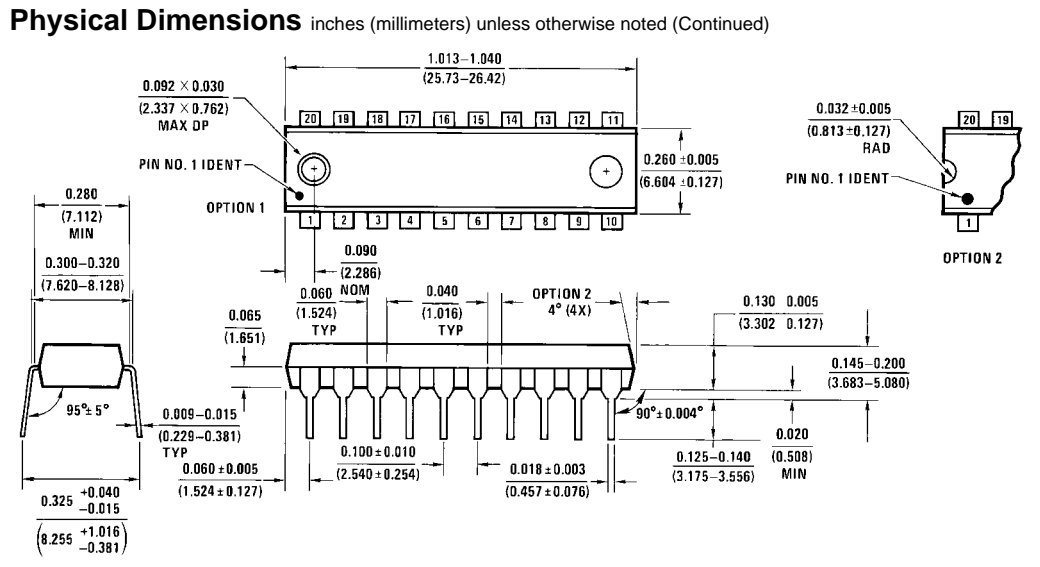 Physical Dimensions inches (millimeters) unless otherwise noted (Continued)
1.013–1.040
(25.73–26.42)
0.092 × 0.030
(2.337 × 0.762)
MAX DP
20 19 18 17 16 15 14 13 12 11
PIN NO. 1 IDENT
OPTION 1
1 2 3 4 5 6 7 8 9 10
0.260 ±0.005
(6.604 ±0.127)
0.032 ±0.005
(0.813 ±0.127)
RAD
20 19
PIN NO. 1 IDENT
1
OPTION 2
0.280
(7.112)
MIN
0.300–0.320
(7.620–8.128)
0.090
(2.286)
NOM
0.060
(1.524)
TYP
0.040
(1.016)
TYP
OPTION 2
4° (4X)
0.130 0.005
(3.302 0.127)
0.065
(1.651)
0.145–0.200
(3.683–5.080)
95°± 5°
0.009–0.015
(0.229–0.381)
TYP
90°± 0.004°
0.020
(0.508)
MIN
0.125–0.140
(3.175–3.556)
0.100 ± 0.010
(2.540 ± 0.254)
0.060 ± 0.005
(1.524 ± 0.127)
0.018 ± 0.003
(0.457 ± 0.076)
0.325 +0.040
–0.015
(8.255 +1.016
–0.381)